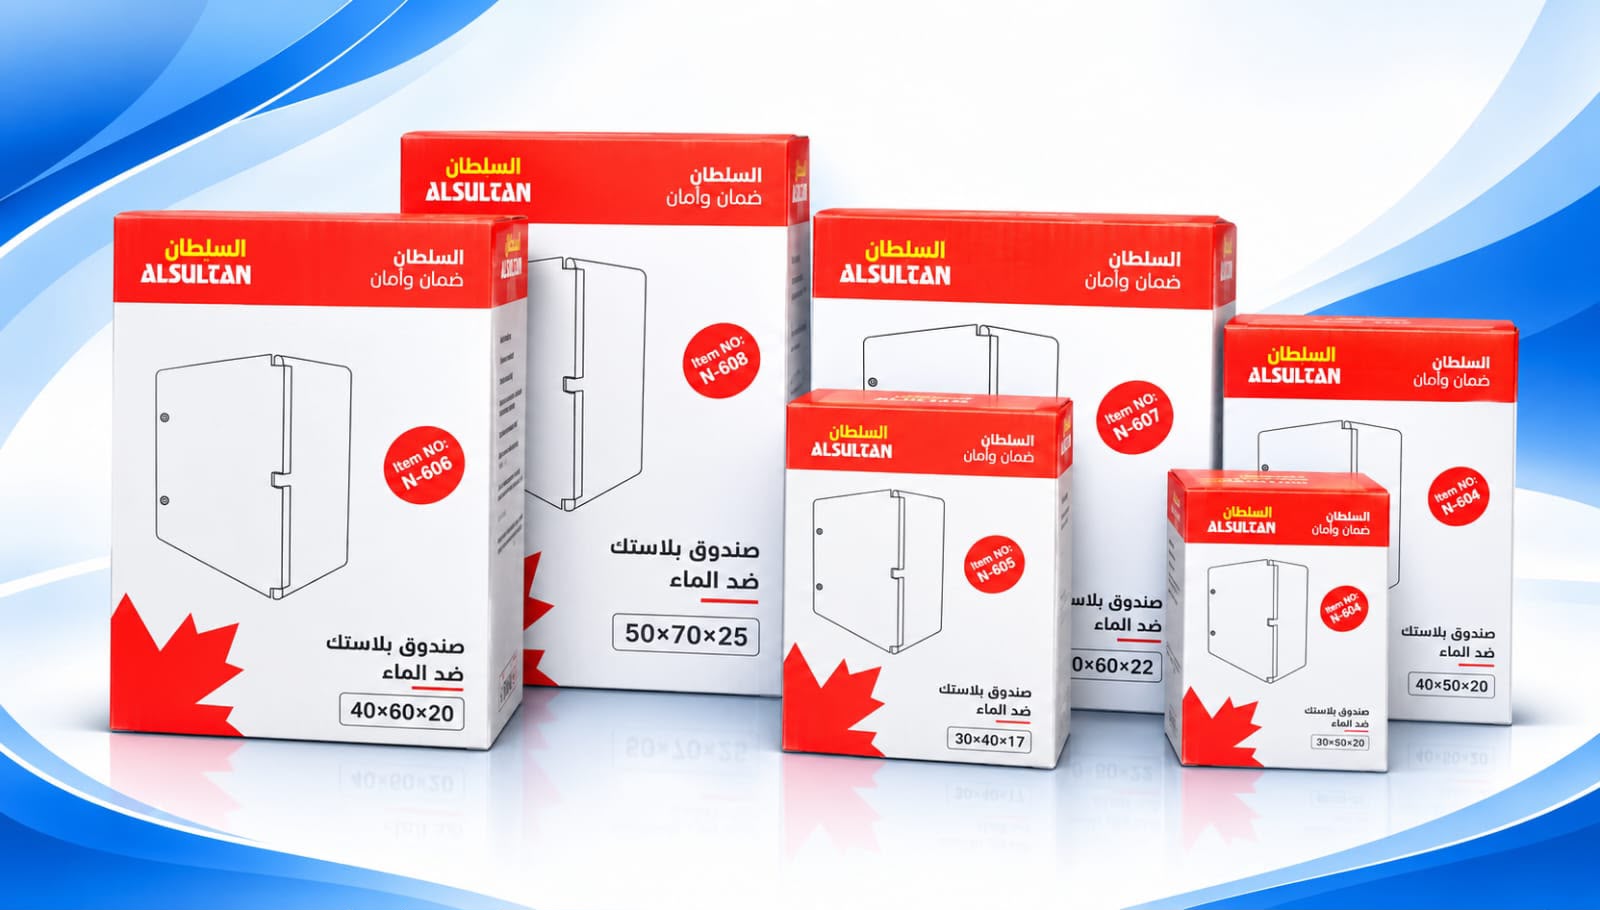 السلطان
ALSULTAN
السلطان
ضمان وأمان
Item NO:
N-606
صندوق بلاستك
ضد الماء
40×60×20
السلطان
ALSULTAN
السلطان
ضمان وأمان
Item NO:
N-608
صندوق بلاستك
ضد الماء
50×70×25
السلطان
ALSULTAN
السلطان
ضمان وأمان
Item NO:
N-607
ضد الماء
0×60×22
السلطان
ALSULTAN
السلطان
ضمان وأمان
Item NO:
N-605
صندوق بلاستك
ضد الماء
30×40×17
السلطان
ALSULTAN
السلطان
ضمان وأمان
Item NO:
N-604
صندوق بلاستك
ضد الماء
40×50×20
السلطان
ALSULTAN
السلطان
ضمان وأمان
Item NO:
N-604
صندوق بلاستك
ضد الماء
30×50×20